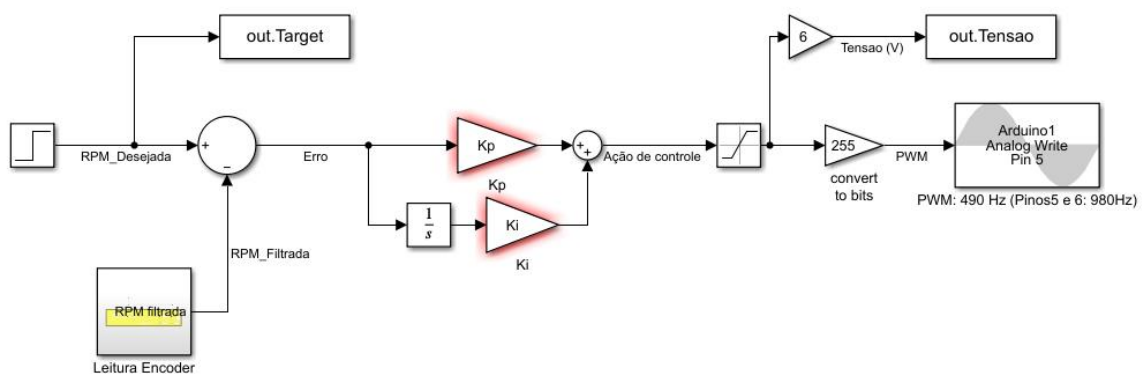 out.Target
6
Tensao (V)
out.Tensao
RPM_Desejada
+
−
Erro
Kp
Kp
+
+
Ação de controle
255
convert
to bits
PWM
Arduino1
Analog Write
Pin 5
PWM: 490 Hz (Pinos5 e 6: 980Hz)
1
s
Ki
Ki
RPM_Filtrada
RPM filtrada
Leitura Encoder